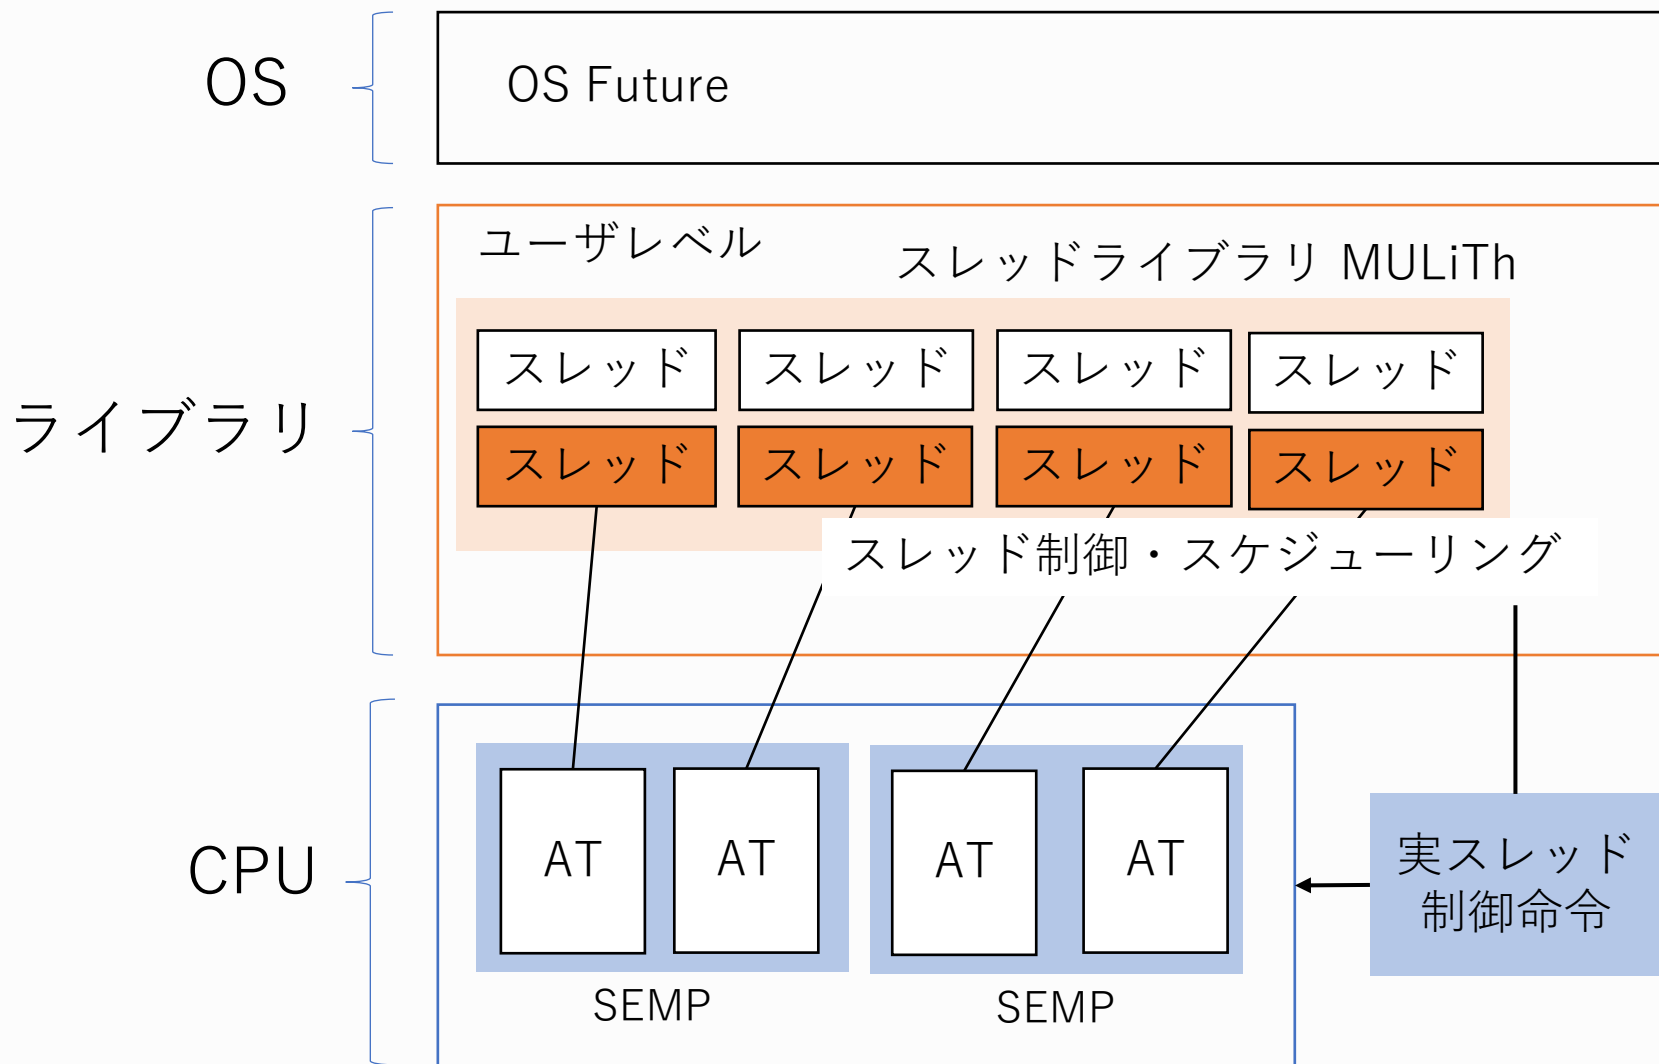 OS
OS Future
ライブラリ
ユーザレベル
スレッドライブラリ MULiTh
スレッド スレッド スレッド スレッド
スレッド スレッド スレッド スレッド
スレッド制御・スケジューリング
CPU
AT AT AT AT
SEMP SEMP
実スレッド
制御命令